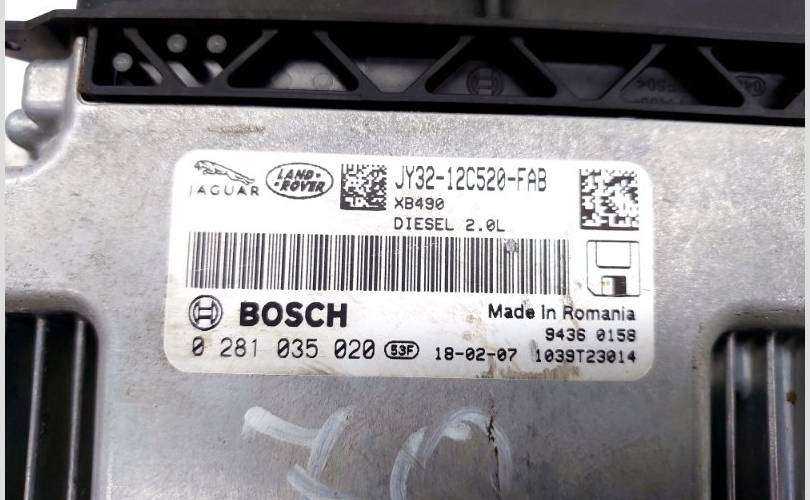 JAGUAR
LAND-
-ROVER
JY32-12C520-FAB
XB490
DIESEL 2.0L
BOSCH
Made in Romania
9436 0158
0 281 035 020 53F 18-02-07 1039T23014